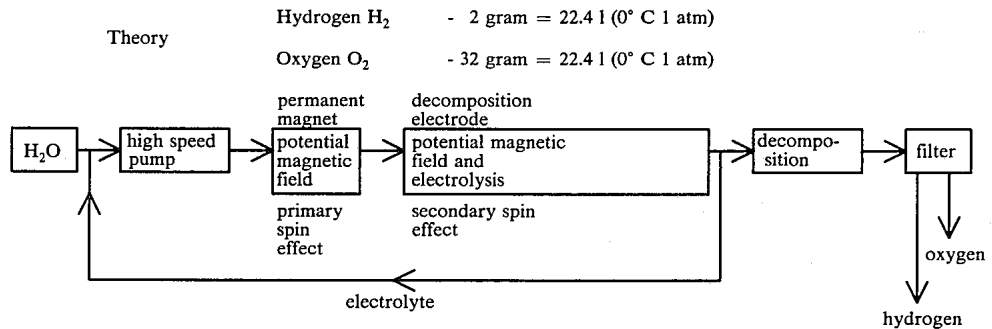 Theory
Hydrogen H₂ - 2 gram = 22.4 l (0° C 1 atm)
Oxygen O₂ - 32 gram = 22.4 l (0° C 1 atm)
H₂O
high speed
pump
permanent
magnet
potential
magnetic
field
primary
spin
effect
decomposition
electrode
potential magnetic
field and
electrolysis
secondary spin
effect
decompo-
sition
filter
oxygen
hydrogen
electrolyte